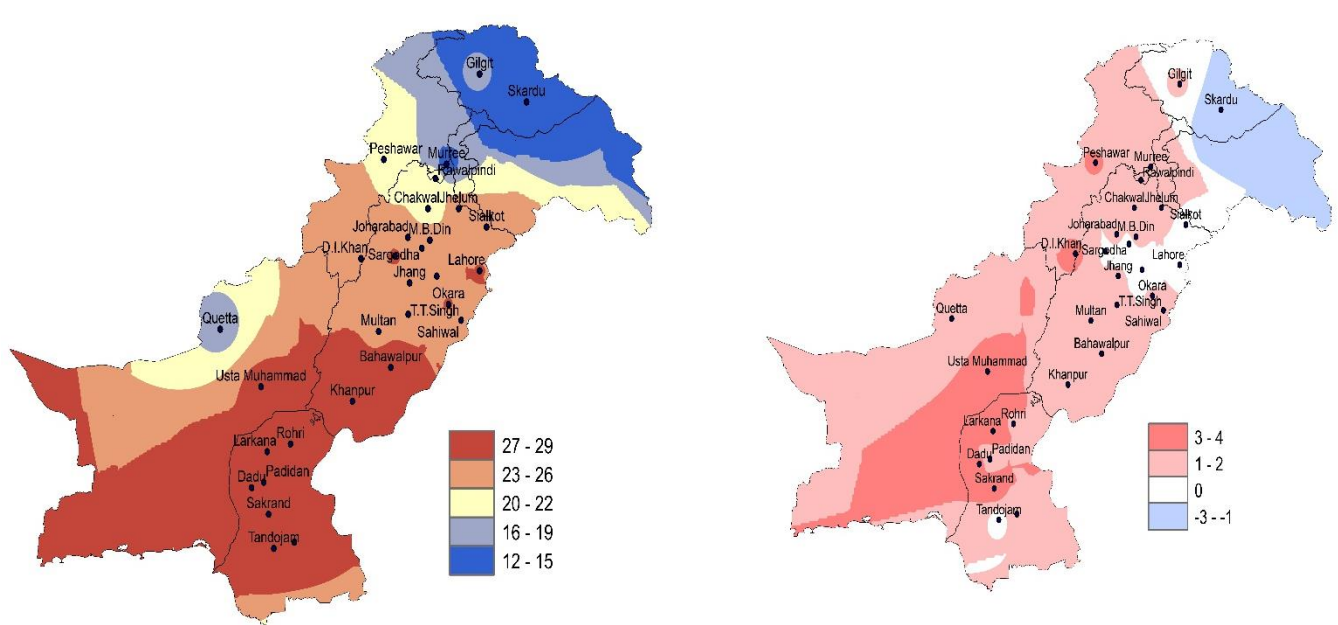 Gilgit
Skardu
Peshawar
Murree
Rawalpindi
Chakwal
Jhelum
Sialkot
Joharabad
M.B.Din
D.I.Khan
Sargodha
Lahore
Jhang
Okara
T.T.Singh
Quetta
Multan
Sahiwal
Bahawalpur
Usta Muhammad
Khanpur
Larkana
Rohri
Dadu
Padidan
Sakrand
Tandojam
27 - 29
23 - 26
20 - 22
16 - 19
12 - 15
Gilgit
Skardu
Peshawar
Murree
Rawalpindi
Chakwal
Jhelum
Sialkot
Joharabad
M.B.Din
D.I.Khan
Sargodha
Lahore
Jhang
Okara
T.T.Singh
Quetta
Multan
Sahiwal
Bahawalpur
Usta Muhammad
Khanpur
Larkana
Rohri
Dadu
Padidan
Sakrand
Tandojam
3 - 4
1 - 2
0
-3 - -1